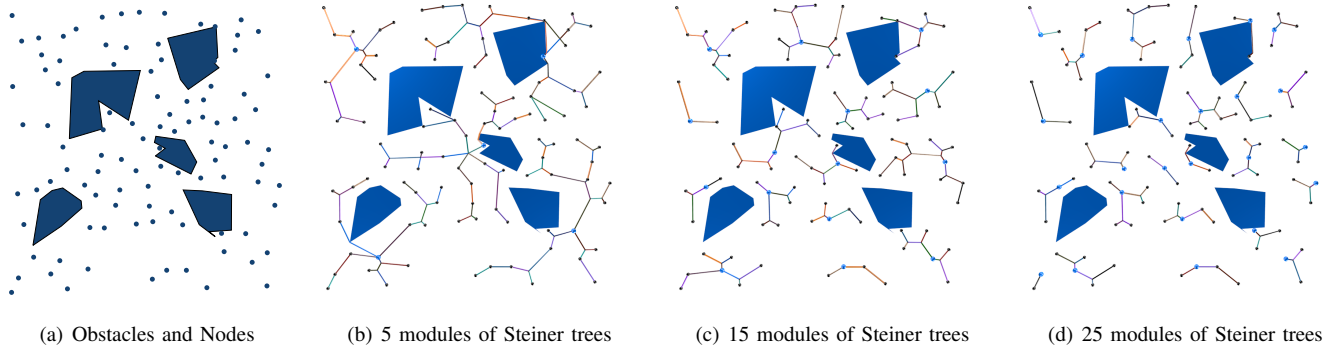 (a) Obstacles and Nodes
(b) 5 modules of Steiner trees
(c) 15 modules of Steiner trees
(d) 25 modules of Steiner trees